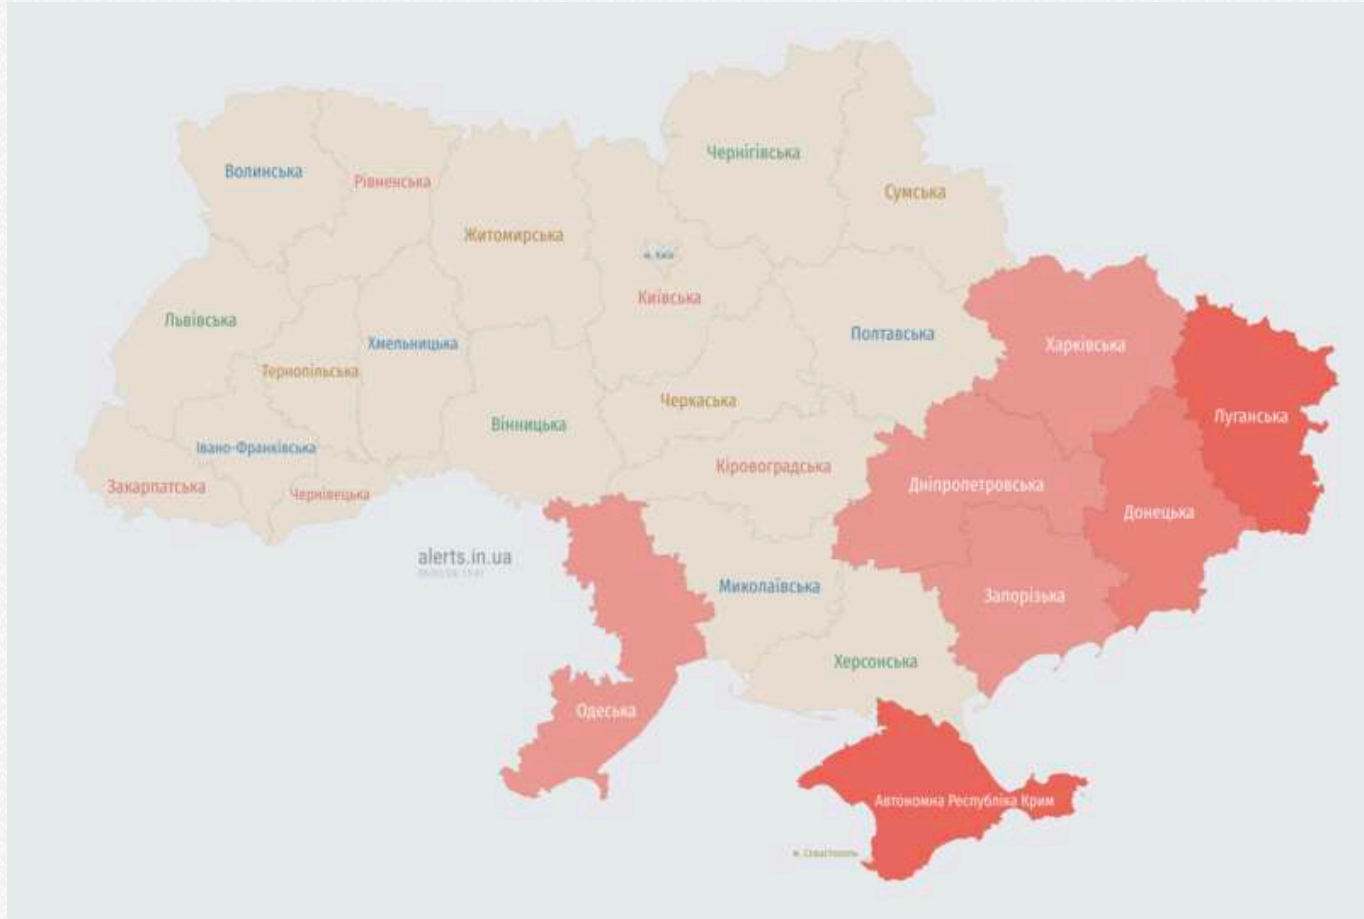 Чернігівська
Волинська
Рівненська
Сумська
Житомирська
м. Київ
Київська
Львівська
Полтавська
Хмельницька
Харківська
Тернопільська
Черкаська
Луганська
Вінницька
Івано-Франківська
Кіровоградська
Закарпатська
Чернівецька
Дніпропетровська
Донецька
alerts.in.ua
Миколаївська
Запорізька
Херсонська
Одеська
Автономна Республіка Крим
м. Севастополь